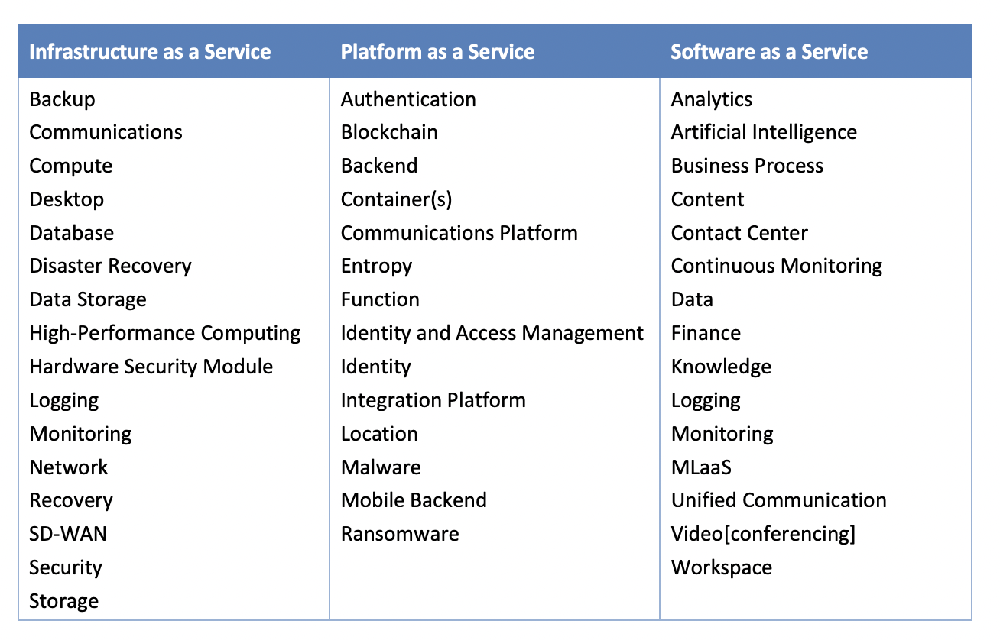 Infrastructure as a Service
Platform as a Service
Software as a Service
Backup
Communications
Compute
Desktop
Database
Disaster Recovery
Data Storage
High-Performance Computing
Hardware Security Module
Logging
Monitoring
Network
Recovery
SD-WAN
Security
Storage
Authentication
Blockchain
Backend
Container(s)
Communications Platform
Entropy
Function
Identity and Access Management
Identity
Integration Platform
Location
Malware
Mobile Backend
Ransomware
Analytics
Artificial Intelligence
Business Process
Content
Contact Center
Continuous Monitoring
Data
Finance
Knowledge
Logging
Monitoring
MLaaS
Unified Communication
Video[conferencing]
Workspace